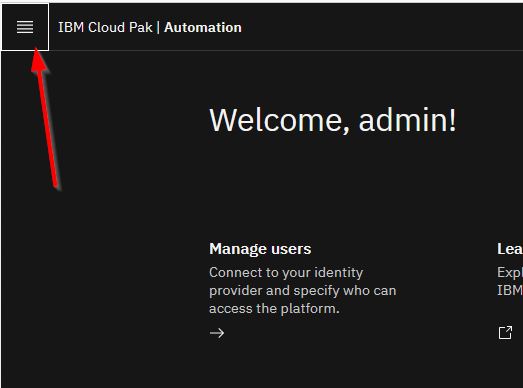 IBM Cloud Pak | Automation
Welcome, admin!
Manage users
Connect to your identity
provider and specify who can
access the platform.
Lea
Expl
IBM